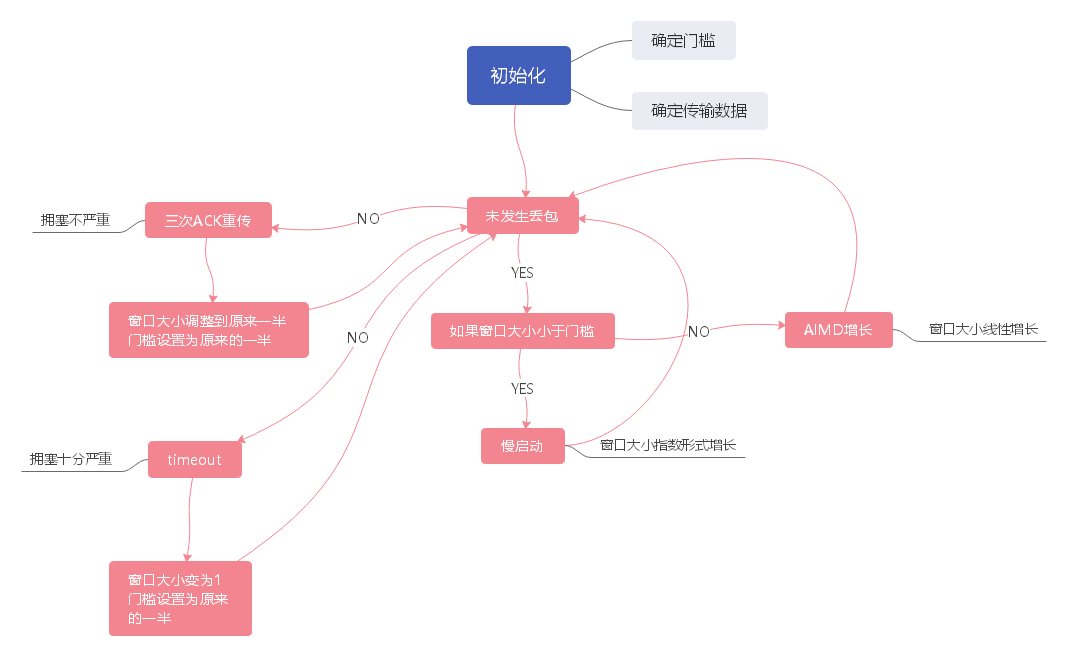 确定门槛
初始化
确定传输数据
拥塞不严重
三次ACK重传
NO
未发生丢包
YES
窗口大小调整到原来一半
门槛设置为原来的一半
NO
如果窗口大小小于门槛
NO
AIMD增长
窗口大小线性增长
YES
慢启动
窗口大小指数形式增长
拥塞十分严重
timeout
窗口大小变为1
门槛设置为原来
的一半